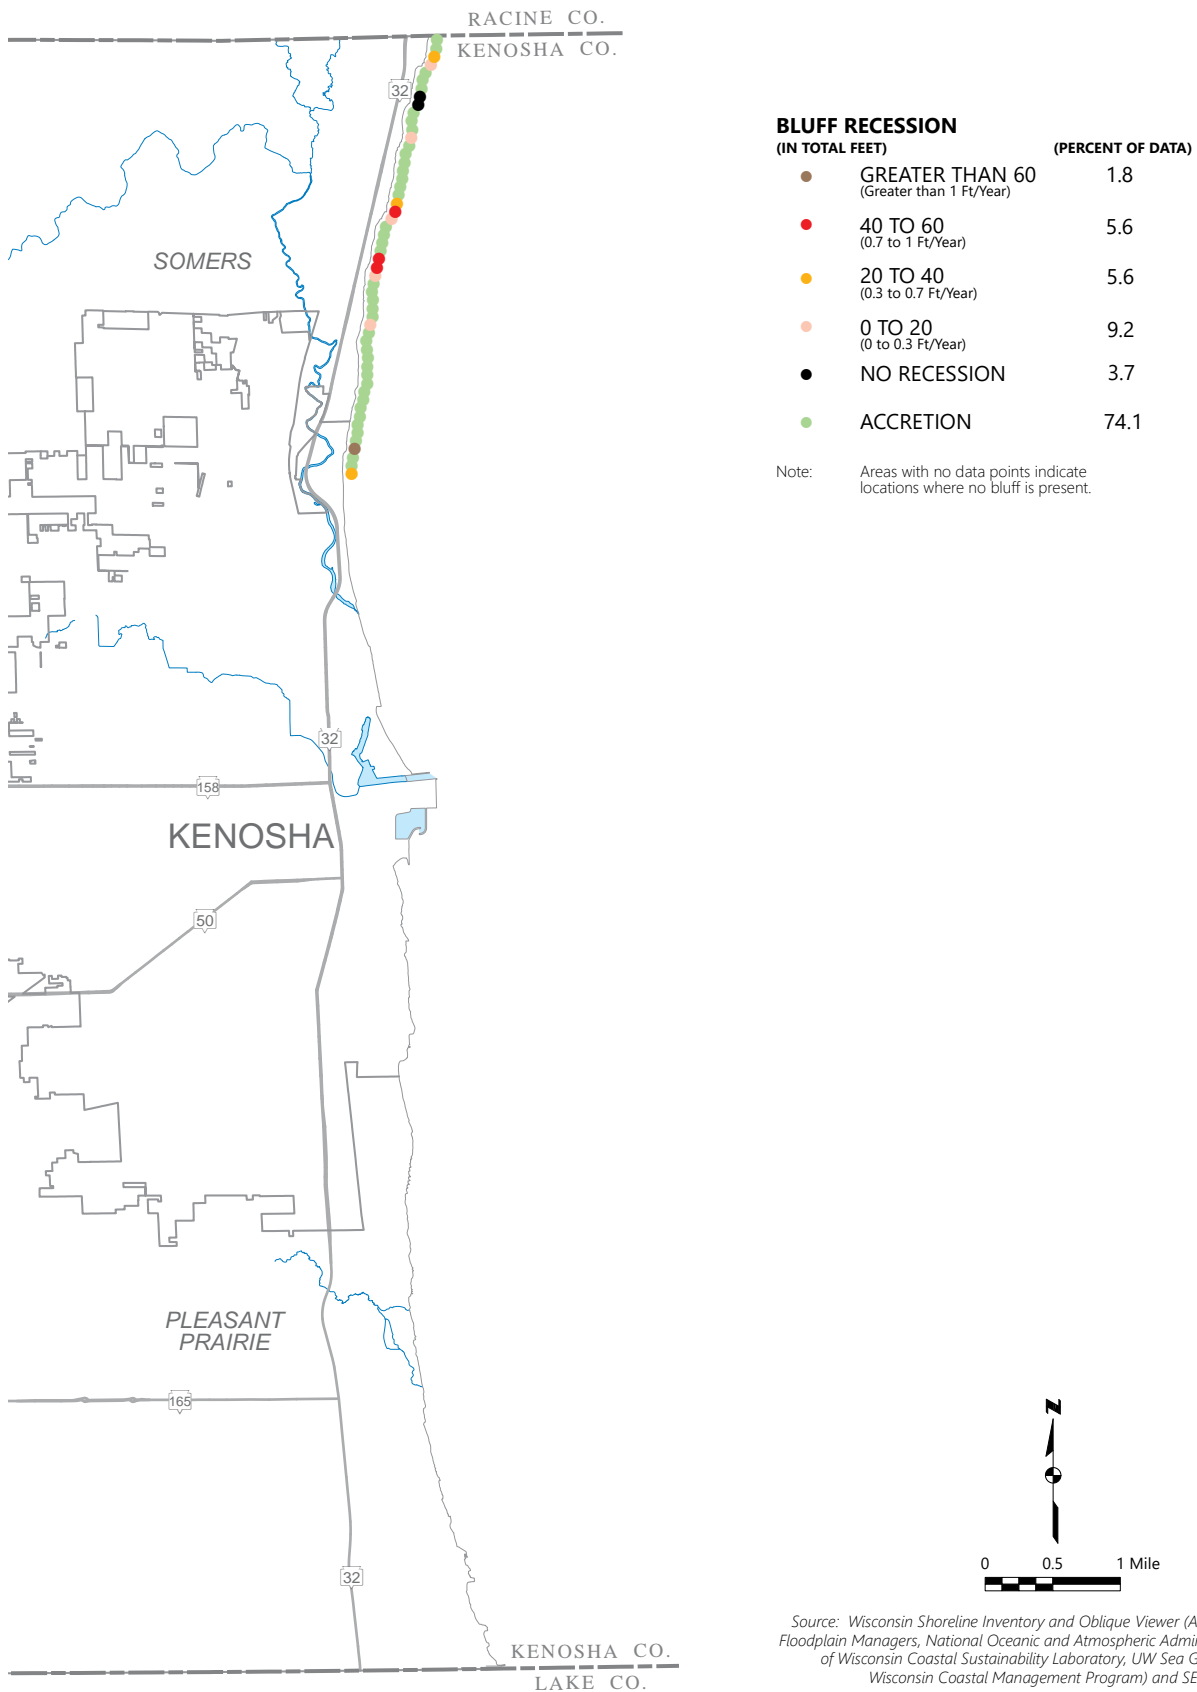 RACINE CO.
KENOSHA CO.
32
SOMERS
BLUFF RECESSION
(IN TOTAL FEET) (PERCENT OF DATA)
GREATER THAN 60 1.8
(Greater than 1 Ft/Year)
40 TO 60 5.6
(0.7 to 1 Ft/Year)
20 TO 40 5.6
(0.3 to 0.7 Ft/Year)
0 TO 20 9.2
(0 to 0.3 Ft/Year)
NO RECESSION 3.7
ACCRETION 74.1
Note: Areas with no data points indicate
locations where no bluff is present.
32
158
KENOSHA
50
PLEASANT
PRAIRIE
165
32
N
0 0.5 1 Mile
Source: Wisconsin Shoreline Inventory and Oblique Viewer (A
Floodplain Managers, National Oceanic and Atmospheric Admi
of Wisconsin Coastal Sustainability Laboratory, UW Sea G
Wisconsin Coastal Management Program) and SE
KENOSHA CO.
LAKE CO.